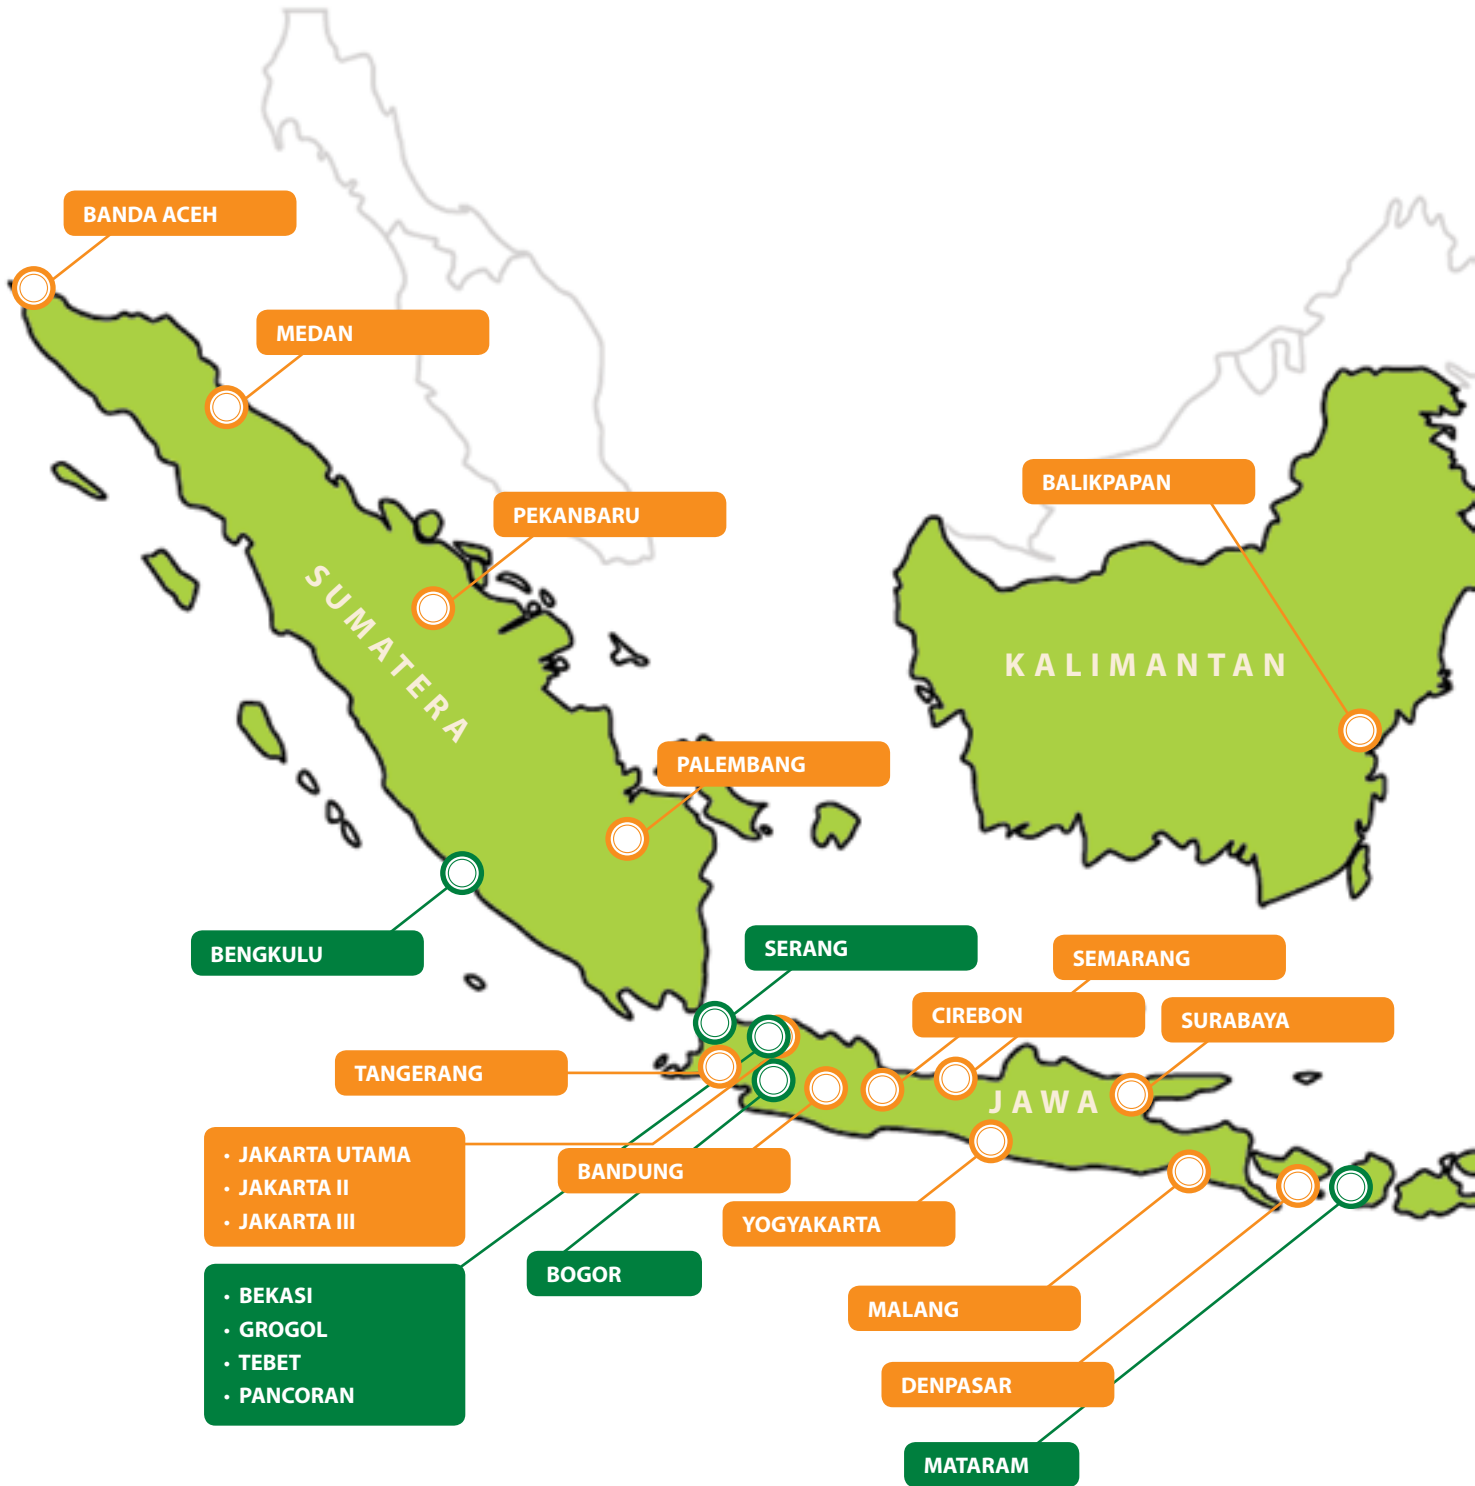 BANDA ACEH
MEDAN
BALIKPAPAN
PEKANBARU
SUMATERA
KALIMANTAN
PALEMBANG
BENGKULU
SERANG
SEMARANG
CIREBON
SURABAYA
TANGERANG
JAWA
• JAKARTA UTAMA
• JAKARTA II
• JAKARTA III
BANDUNG
YOGYAKARTA
BOGOR
• BEKASI
• GROGOL
• TEBET
• PANCORAN
MALANG
DENPASAR
MATARAM